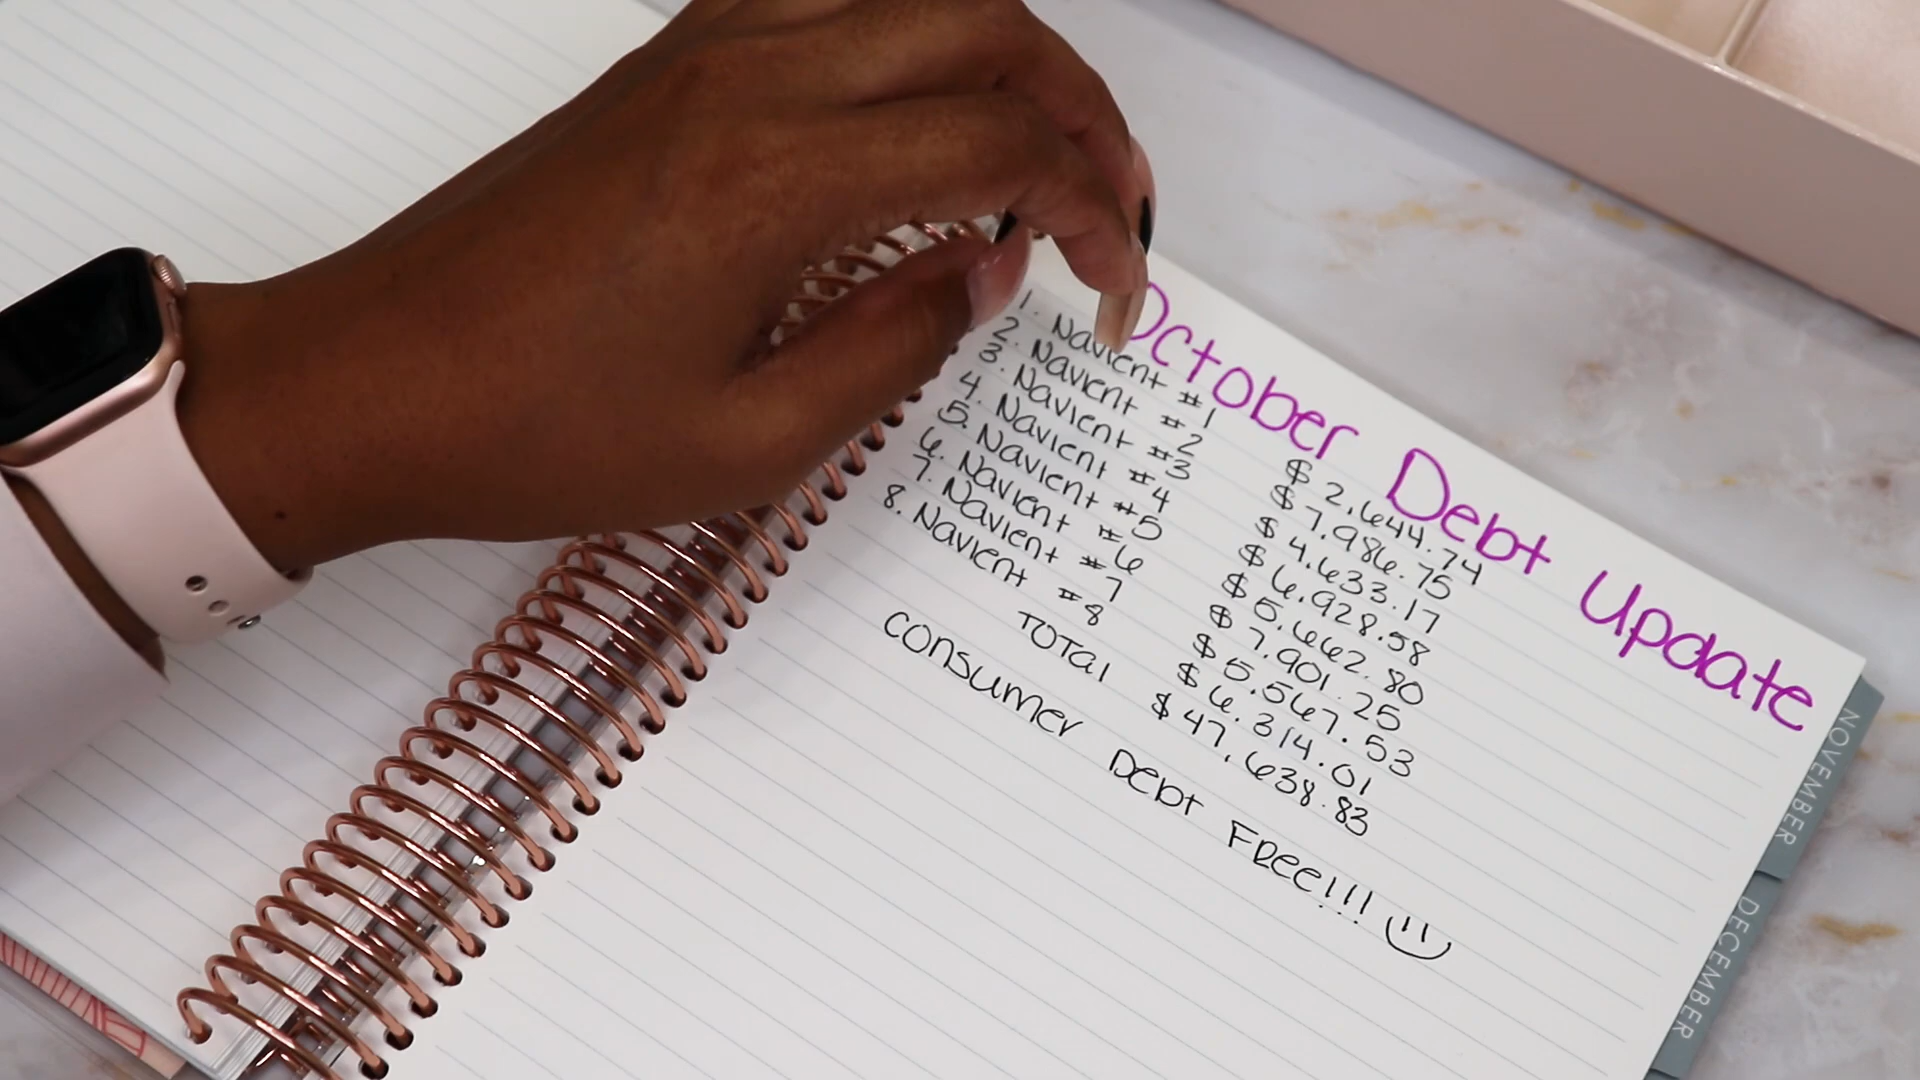 October Debt Update
1. Navient #1 $2,644.74
2. Navient #2 $7,986.75
3. Navient #3 $4,633.17
4. Navient #4 $6,928.58
5. Navient #5 $5,662.80
6. Navient #6 $7,901.25
7. Navient #7 $5,567.53
8. Navient #8 $6,314.01
TOTAL $47,638.83
CONSUMER DEBT FREE!!!
NOVEMBER
DECEMBER